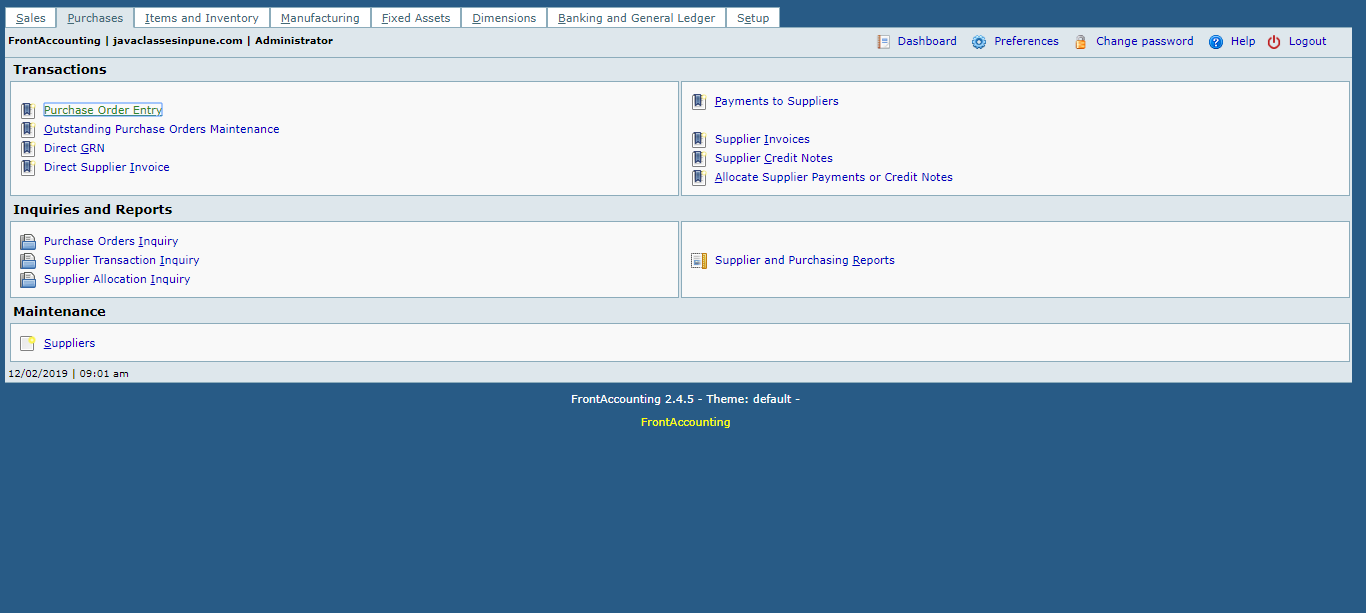 Sales Purchases Items and Inventory Manufacturing Fixed Assets Dimensions Banking and General Ledger Setup
FrontAccounting | javaclassesinpune.com | Administrator Dashboard Preferences Change password Help Logout
Transactions
Purchase Order Entry
Outstanding Purchase Orders Maintenance
Direct GRN
Direct Supplier Invoice
Payments to Suppliers
Supplier Invoices
Supplier Credit Notes
Allocate Supplier Payments or Credit Notes
Inquiries and Reports
Purchase Orders Inquiry
Supplier Transaction Inquiry
Supplier Allocation Inquiry
Supplier and Purchasing Reports
Maintenance
Suppliers
12/02/2019 | 09:01 am
FrontAccounting 2.4.5 - Theme: default -
FrontAccounting